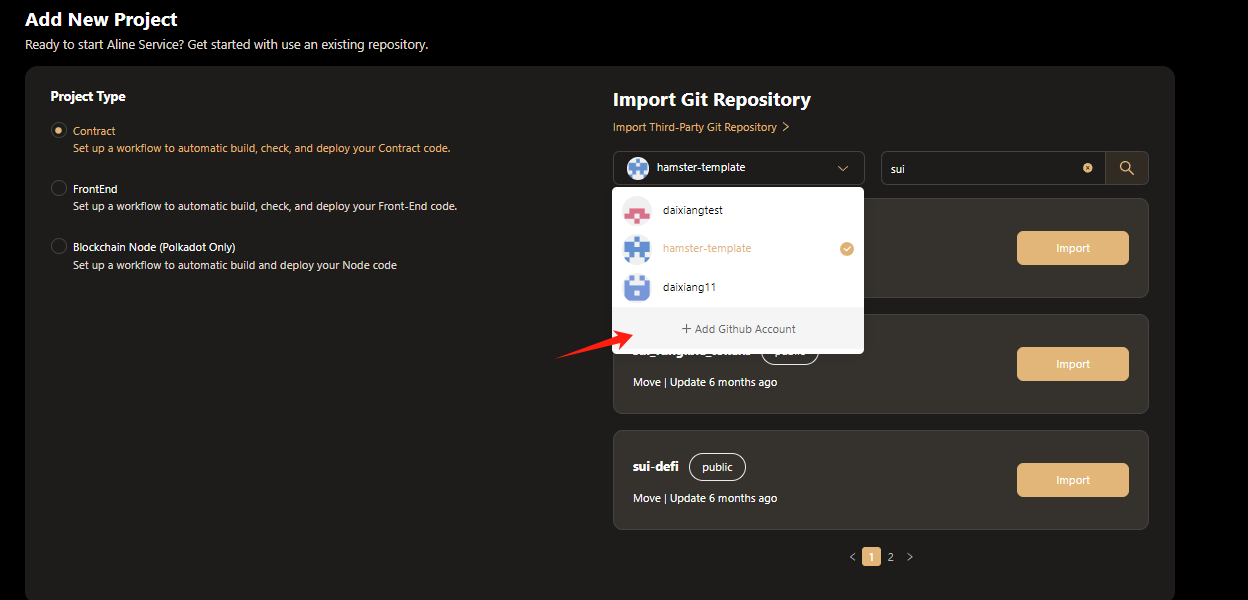 Add New Project
Ready to start Aline Service? Get started with use an existing repository.
Project Type
Contract
Set up a workflow to automatic build, check, and deploy your Contract code.
FrontEnd
Set up a workflow to automatic build, check, and deploy your Front-End code.
Blockchain Node (Polkadot Only)
Set up a workflow to automatic build and deploy your Node code
Import Git Repository
Import Third-Party Git Repository >
hamster-template
sui
daixiangtest
hamster-template
daixiang11
+ Add Github Account
Import
public
Move | Update 6 months ago
Import
sui-defi
public
Move | Update 6 months ago
Import
< 1 2 >